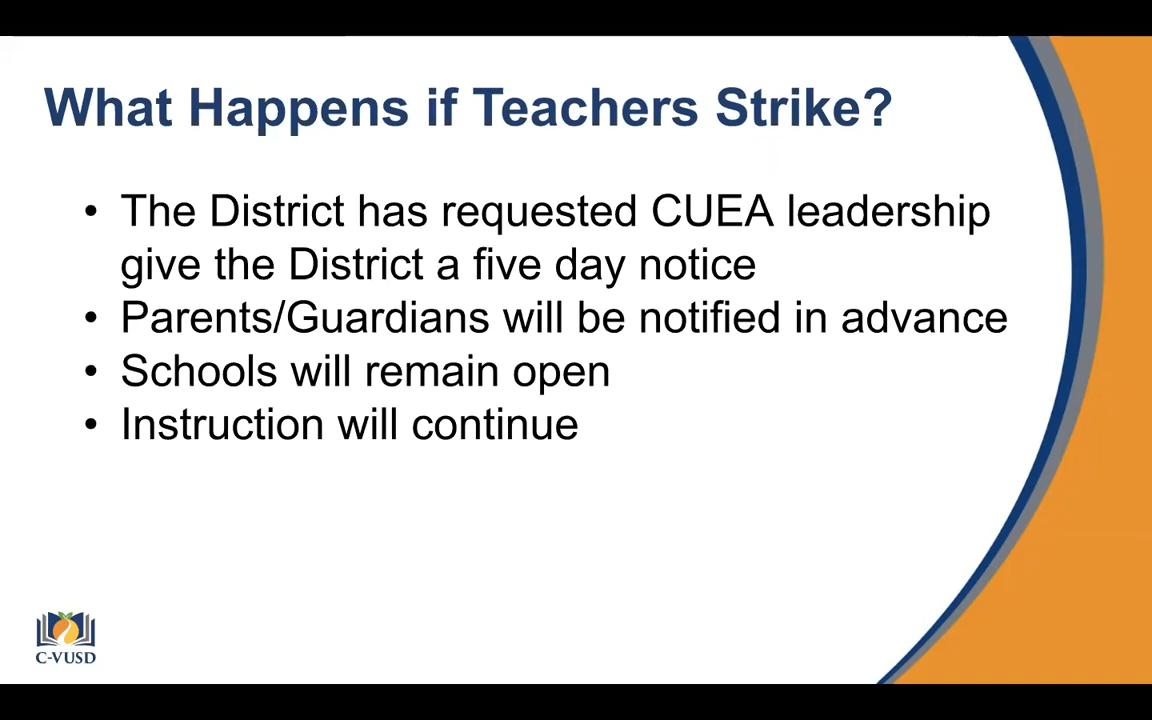 What Happens if Teachers Strike?
• The District has requested CUEA leadership
give the District a five day notice
• Parents/Guardians will be notified in advance
• Schools will remain open
• Instruction will continue
C-VUSD